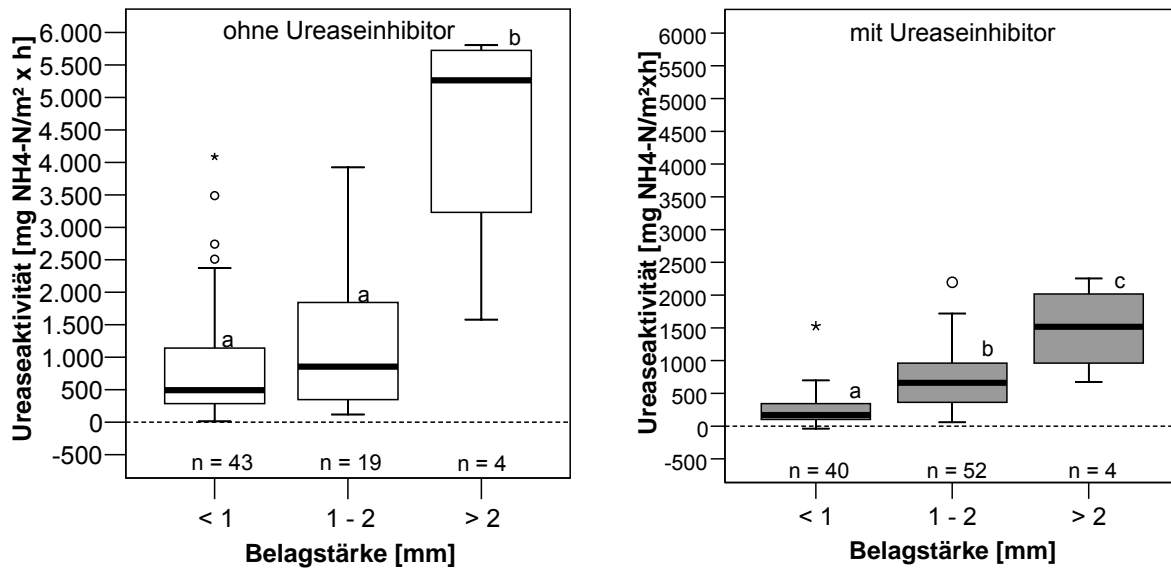 ohne Ureaseinhibitor
Ureaseaktivität [mg NH4-N/m² x h]
6.000
5.500
5.000
4.500
4.000
3.500
3.000
2.500
2.000
1.500
1.000
500
0
-500
*
a
a
b
n = 43
n = 19
n = 4
< 1
1 - 2
> 2
Belagstärke [mm]
mit Ureaseinhibitor
Ureaseaktivität [mg NH4-N/m²xh]
6000
5500
5000
4500
4000
3500
3000
2500
2000
1500
1000
500
0
-500
*
a
b
c
n = 40
n = 52
n = 4
< 1
1 - 2
> 2
Belagstärke [mm]